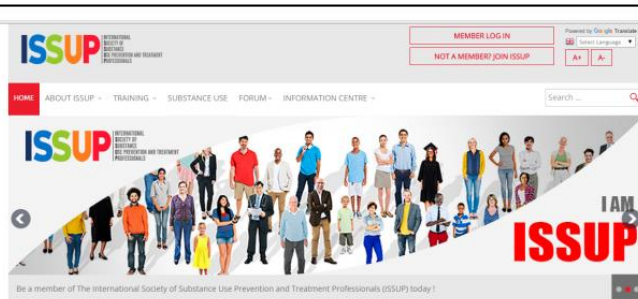 ISSUP
INTERNATIONAL
SOCIETY OF
SUBSTANCE
USE PREVENTION AND TREATMENT
PROFESSIONALS
MEMBER LOG IN
NOT A MEMBER? JOIN ISSUP
Powered by Google Translate
Select Language
A+ A-
HOME ABOUT ISSUP TRAINING SUBSTANCE USE FORUM INFORMATION CENTRE
Search ...
ISSUP
INTERNATIONAL
SOCIETY OF
SUBSTANCE
USE PREVENTION AND TREATMENT
PROFESSIONALS
I AM
ISSUP
Be a member of The International Society of Substance Use Prevention and Treatment Professionals (ISSUP) today !